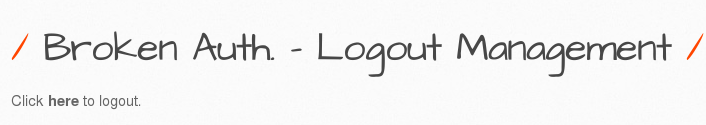 / Broken Auth. - Logout Management /
Click here to logout.